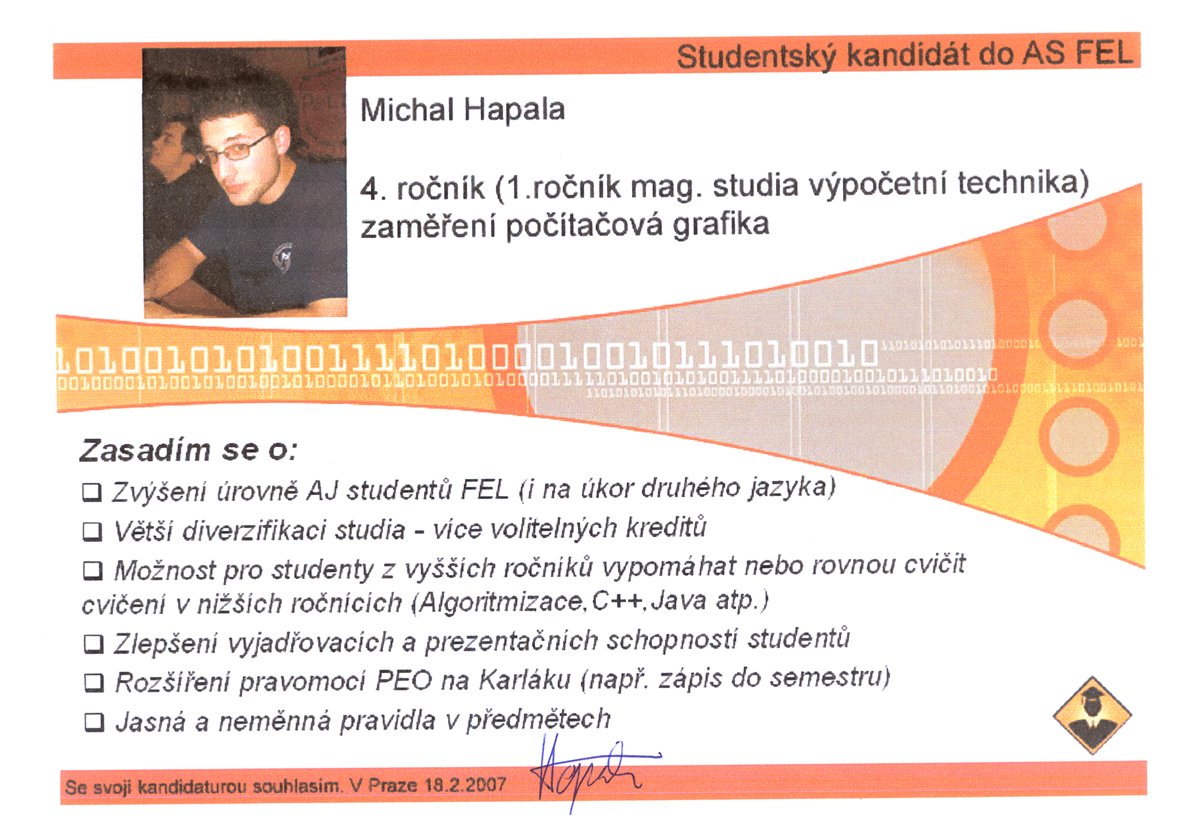 Studentský kandidát do AS FEL
Michal Hapala
4. ročník (1.ročník mag. studia výpočetní technika)
zaměření počítačová grafika
Zasadím se o:
❑ Zvýšení úrovně AJ studentů FEL (i na úkor druhého jazyka)
❑ Větší diverzifikaci studia - více volitelných kreditů
❑ Možnost pro studenty z vyšších ročníků vypomáhat nebo rovnou cvičit
cvičení v nižších ročnících (Algoritmizace, C++, Java atp.)
❑ Zlepšení vyjadřovacích a prezentačních schopností studentů
❑ Rozšíření pravomocí PEO na Karláku (např. zápis do semestru)
❑ Jasná a neměnná pravidla v předmětech
Se svojí kandidaturou souhlasím. V Praze 18.2.2007
Hapala